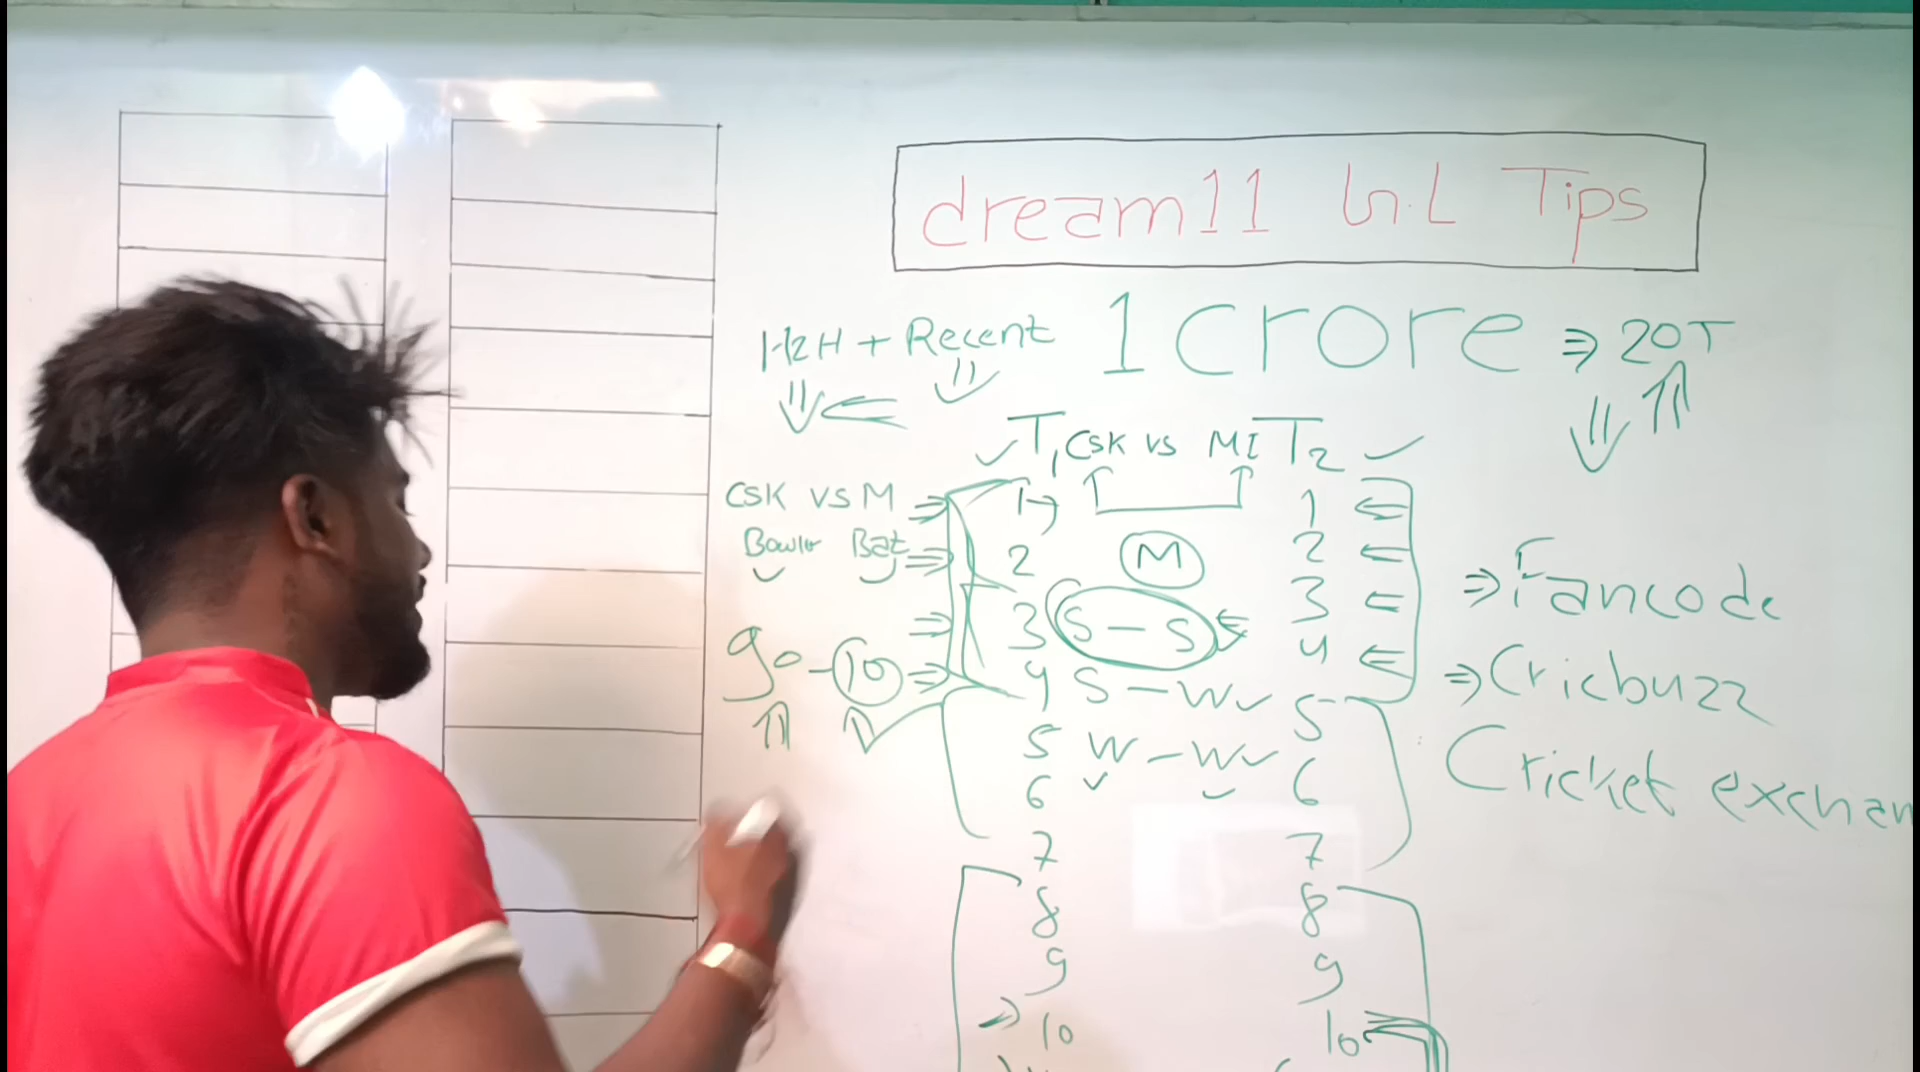 dream11 G.L Tips
H2H + Recent 1 crore ⇒ 20T
T1 CSK vs MI T2
CSK VS M 1 1
Bowler Bat 2 M 2
3 S - S 3
90 - 10 4 S - W 4
5 W - W 5
6 6
7 7
8 8
9 9
10 10
⇒ Fancode
⇒ Cricbuzz
Cricket exchan